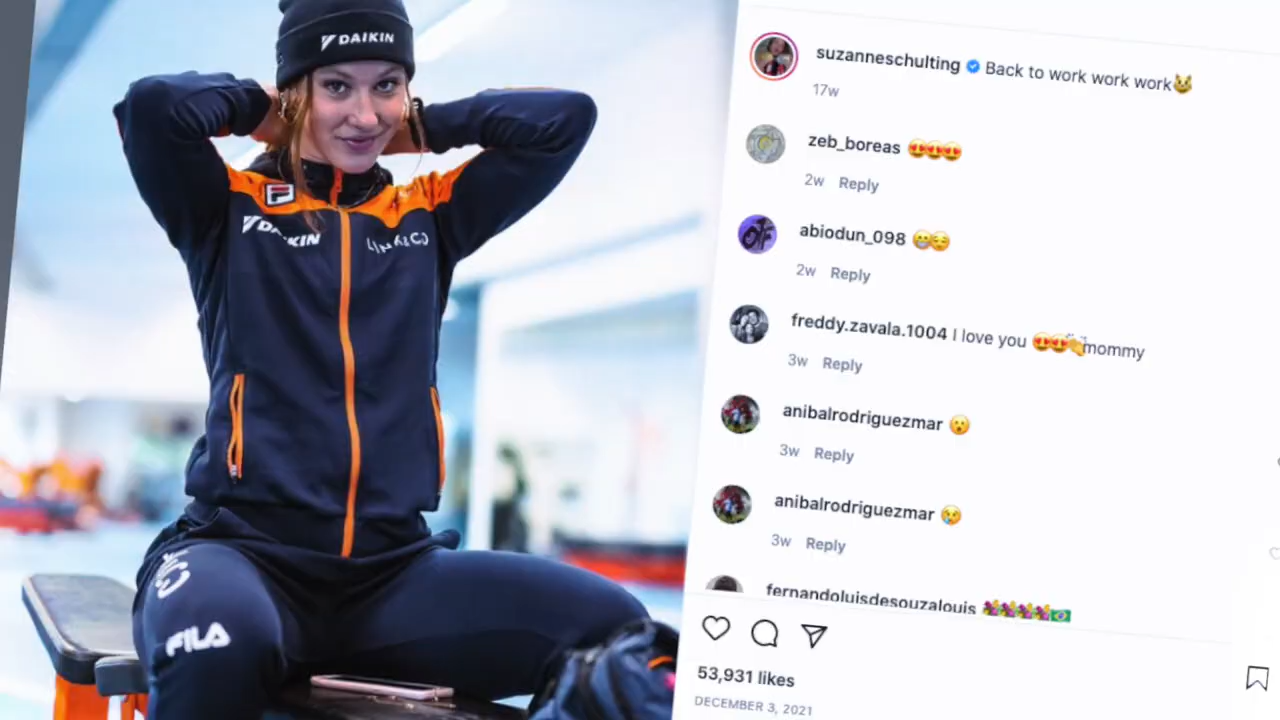 DAIKIN
DAIKIN
FILA
suzanneschulting Back to work work work😼
17w
zeb_boreas 😍😍😍
2w Reply
abiodun_098 😁😌
2w Reply
freddy.zavala.1004 I love you 😍😍👏mommy
3w Reply
anibalrodriguezmar 😮
3w Reply
anibalrodriguezmar 😢
3w Reply
fernandoluisdesouzalouis 💐💐💐💐💐🇧🇷
53,931 likes
DECEMBER 3, 2021